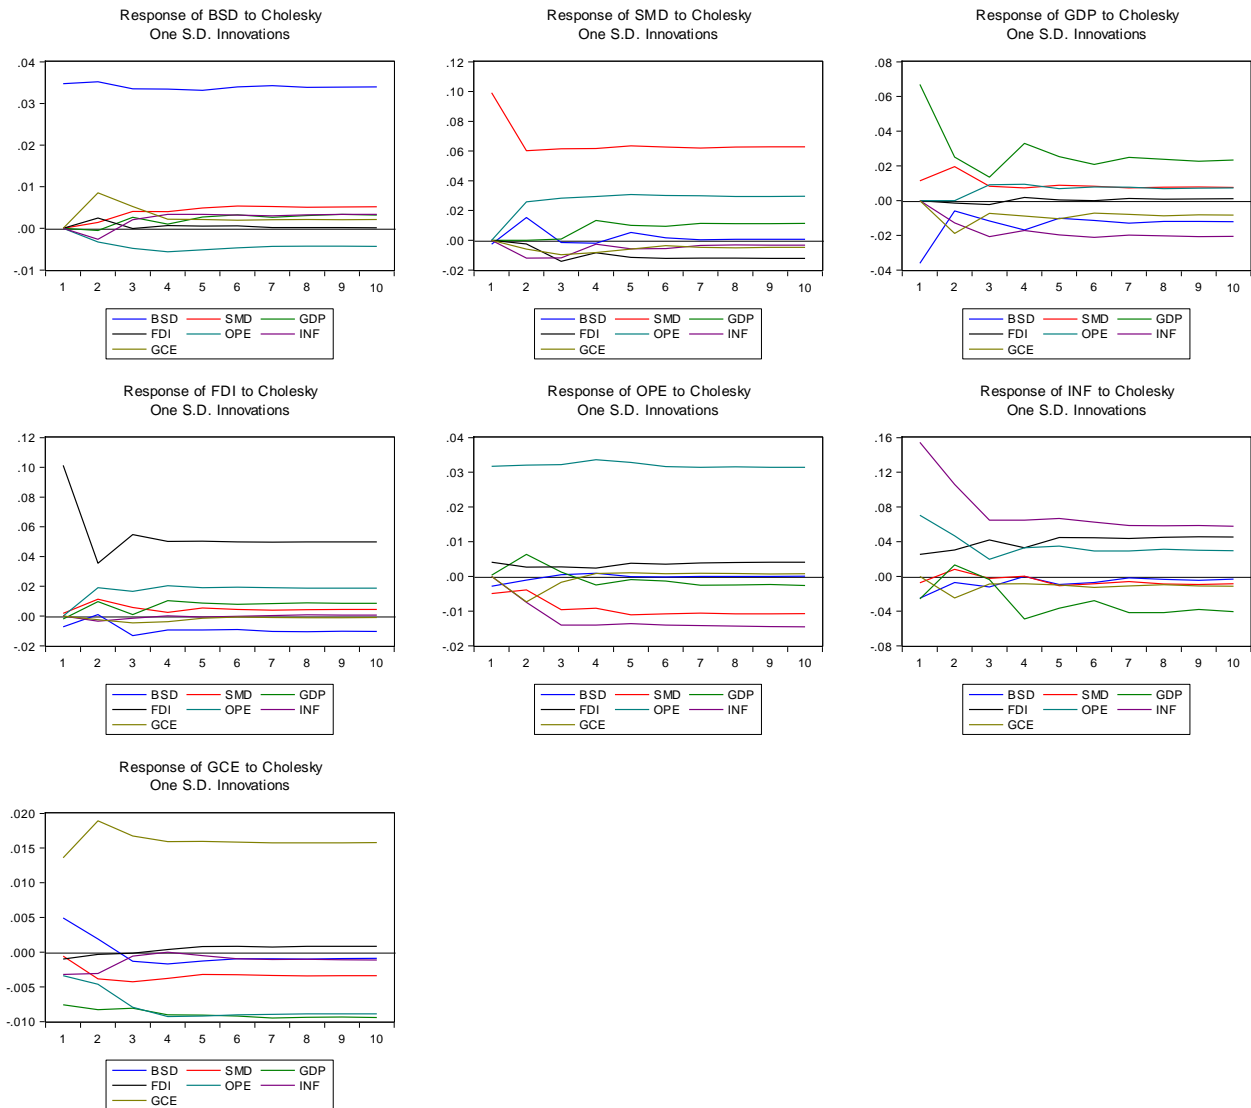 Response of BSD to Cholesky
One S.D. Innovations
.04
.03
.02
.01
.00
-.01
1 2 3 4 5 6 7 8 9 10
BSD SMD GDP
FDI OPE INF
GCE
Response of SMD to Cholesky
One S.D. Innovations
.12
.10
.08
.06
.04
.02
.00
-.02
1 2 3 4 5 6 7 8 9 10
BSD SMD GDP
FDI OPE INF
GCE
Response of GDP to Cholesky
One S.D. Innovations
.08
.06
.04
.02
.00
-.02
-.04
1 2 3 4 5 6 7 8 9 10
BSD SMD GDP
FDI OPE INF
GCE
Response of FDI to Cholesky
One S.D. Innovations
.12
.10
.08
.06
.04
.02
.00
-.02
1 2 3 4 5 6 7 8 9 10
BSD SMD GDP
FDI OPE INF
GCE
Response of OPE to Cholesky
One S.D. Innovations
.04
.03
.02
.01
.00
-.01
-.02
1 2 3 4 5 6 7 8 9 10
BSD SMD GDP
FDI OPE INF
GCE
Response of INF to Cholesky
One S.D. Innovations
.16
.12
.08
.04
.00
-.04
-.08
1 2 3 4 5 6 7 8 9 10
BSD SMD GDP
FDI OPE INF
GCE
Response of GCE to Cholesky
One S.D. Innovations
.020
.015
.010
.005
.000
-.005
-.010
1 2 3 4 5 6 7 8 9 10
BSD SMD GDP
FDI OPE INF
GCE